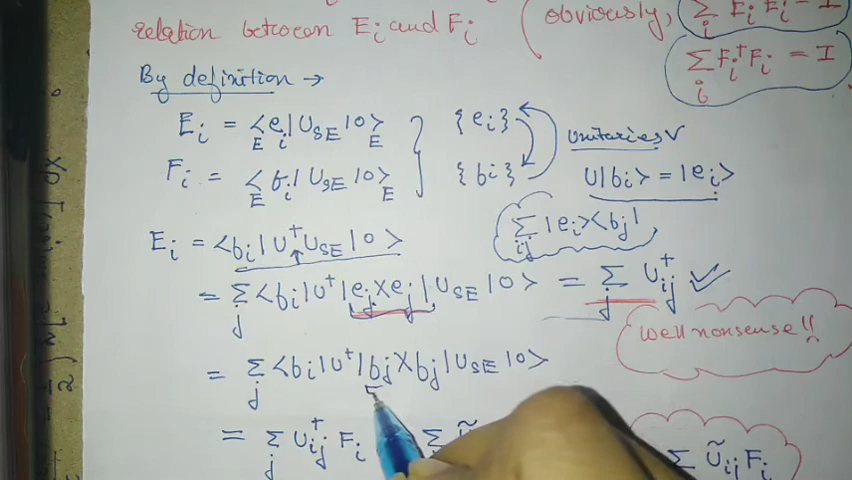 relation between E_i and F_i
obviously, Σ_i E_i† E_i = I
Σ_i F_i† F_i = I
By definition →
E_i = _E<e_i|U_SE|0>_E
F_i = _E<b_i|U_SE|0>_E
{e_i}
{b_i}
Unitaries ✓
U|b_i> = |e_i>
Σ_ij |e_i><b_j|
E_i = <b_i|U† U_SE|0>
= Σ_j <b_i|U†|e_j><e_j|U_SE|0> = Σ_j U_ij†
well nonsense!!
= Σ_j <b_i|U†|b_j><b_j|U_SE|0>
= Σ_j U_ij† F_i
Σ Ũ_ij F_i